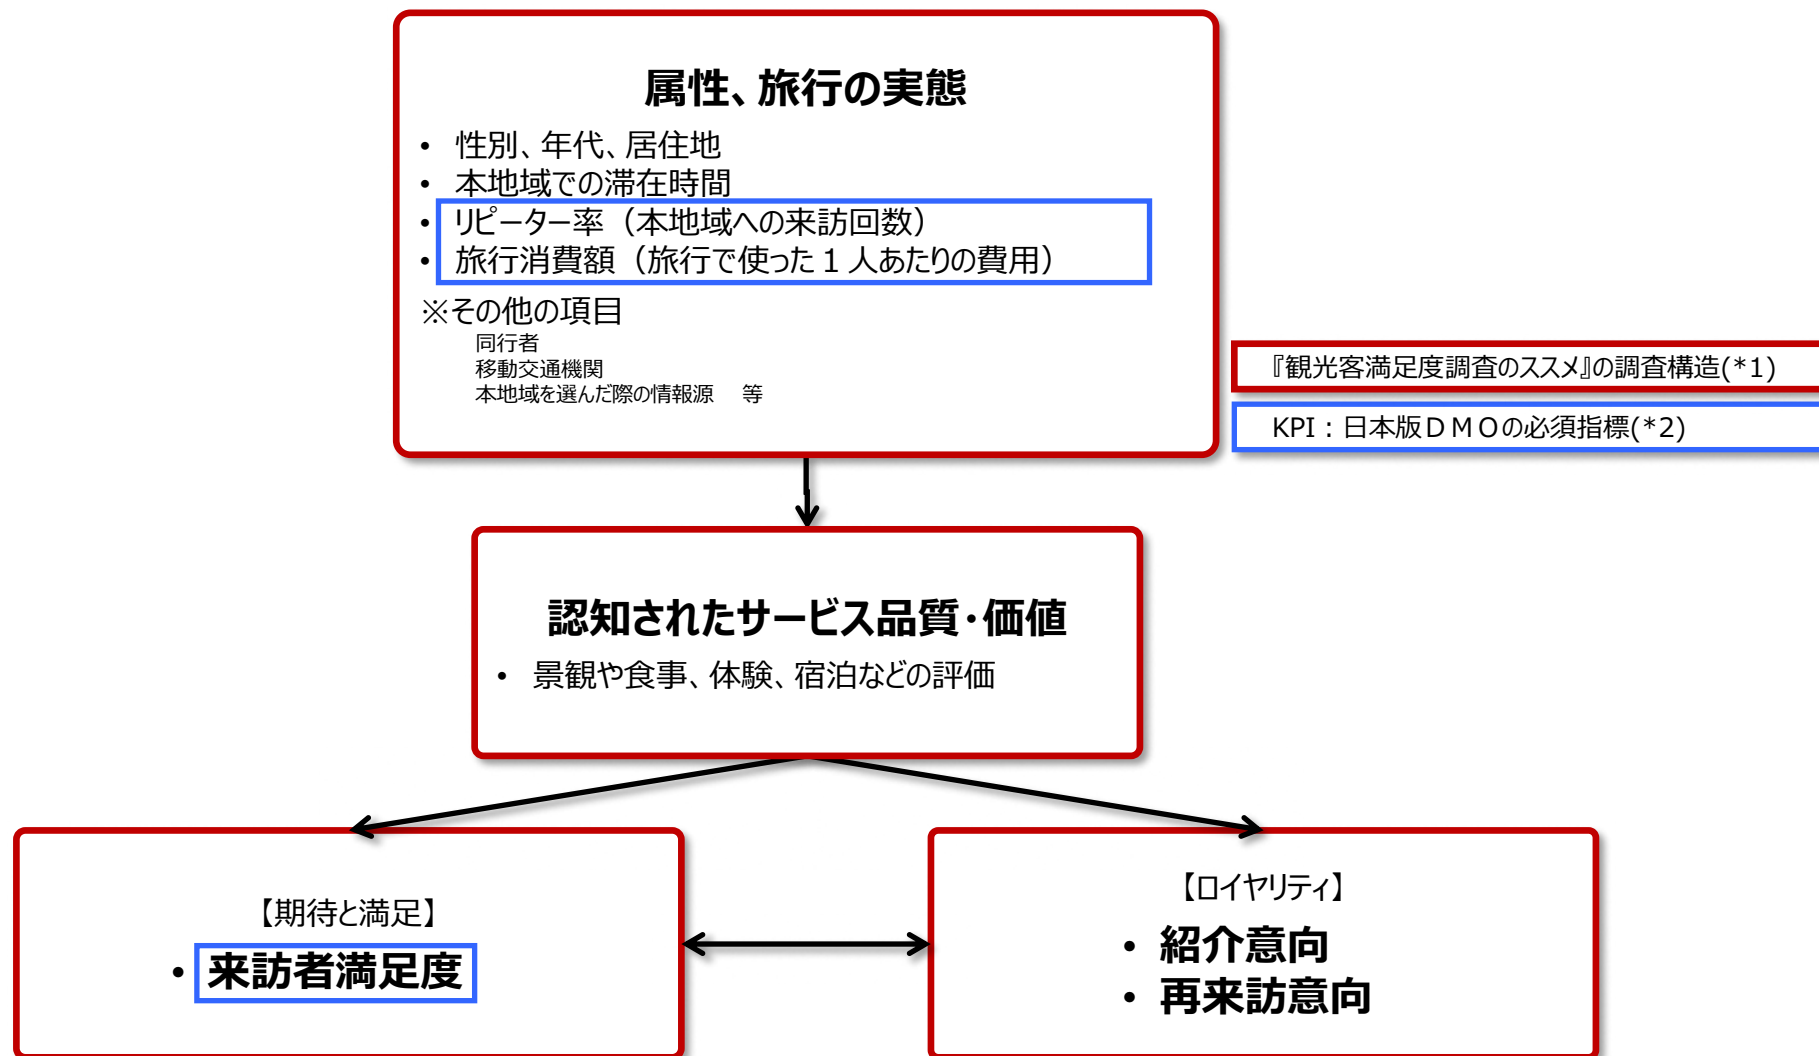 属性、旅行の実態
• 性別、年代、居住地
• 本地域での滞在時間
• リピーター率（本地域への来訪回数）
• 旅行消費額（旅行で使った１人あたりの費用）
※その他の項目
同行者
移動交通機関
本地域を選んだ際の情報源　等
『観光客満足度調査のススメ』の調査構造(*1)
KPI：日本版ＤＭＯの必須指標(*2)
認知されたサービス品質・価値
• 景観や食事、体験、宿泊などの評価
【期待と満足】
• 来訪者満足度
【ロイヤリティ】
• 紹介意向
• 再来訪意向